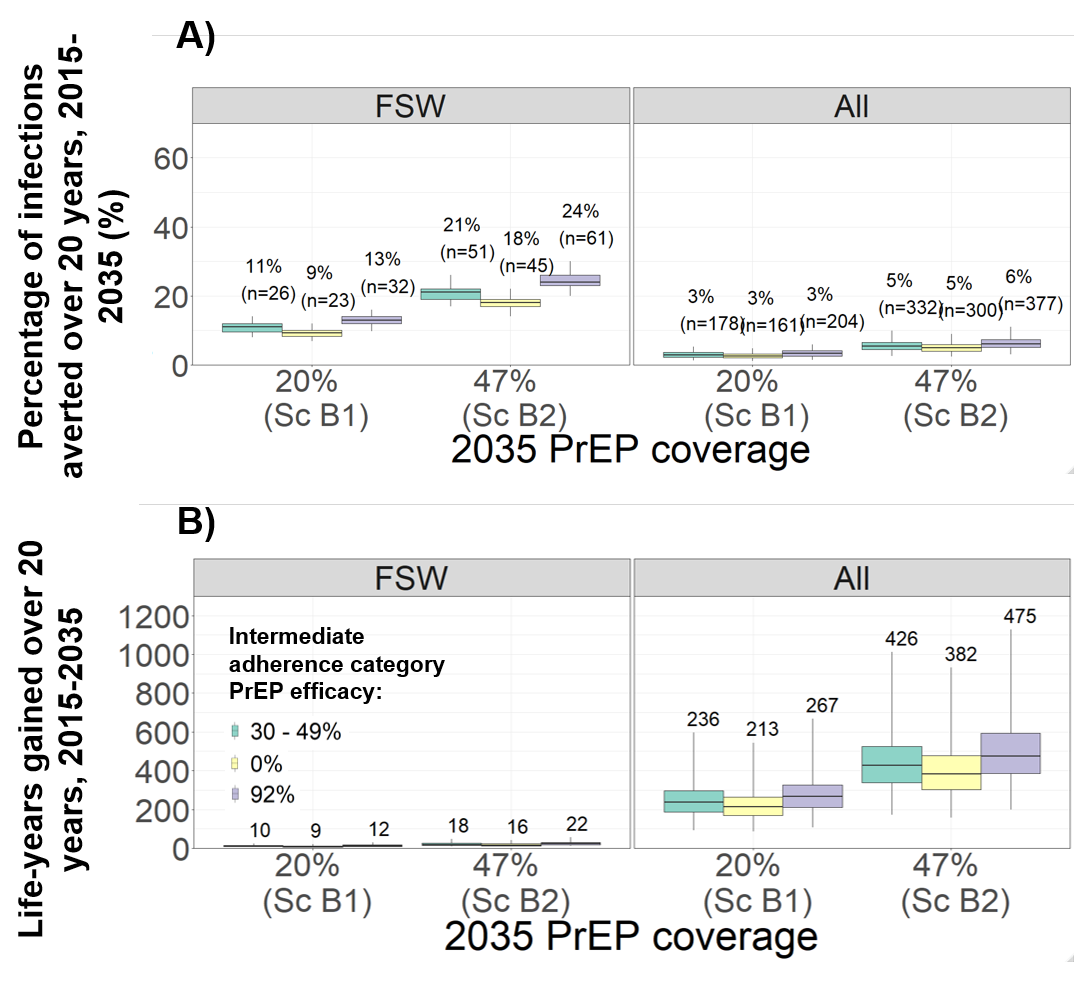 A)
Percentage of infections
averted over 20 years, 2015-
2035 (%)
FSW
All
60
40
20
0
11%
(n=26)
9%
(n=23)
13%
(n=32)
21%
(n=51)
18%
(n=45)
24%
(n=61)
3%
(n=178)
3%
(n=161)
3%
(n=204)
5%
(n=332)
5%
(n=300)
6%
(n=377)
20%
(Sc B1)
47%
(Sc B2)
20%
(Sc B1)
47%
(Sc B2)
2035 PrEP coverage
B)
Life-years gained over 20
years, 2015-2035
FSW
All
1200
1000
800
600
400
200
0
Intermediate
adherence category
PrEP efficacy:
30 - 49%
0%
92%
10
9
12
18
16
22
236
213
267
426
382
475
20%
(Sc B1)
47%
(Sc B2)
20%
(Sc B1)
47%
(Sc B2)
2035 PrEP coverage